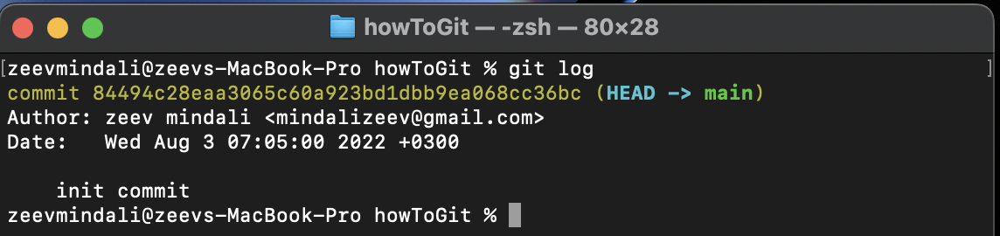 howToGit — -zsh — 80×28
[zeevmindali@zeevs-MacBook-Pro howToGit % git log ]
commit 84494c28eaa3065c60a923bd1dbb9ea068cc36bc (HEAD -> main)
Author: zeev mindali <mindalizeev@gmail.com>
Date:   Wed Aug 3 07:05:00 2022 +0300
    init commit
zeevmindali@zeevs-MacBook-Pro howToGit %